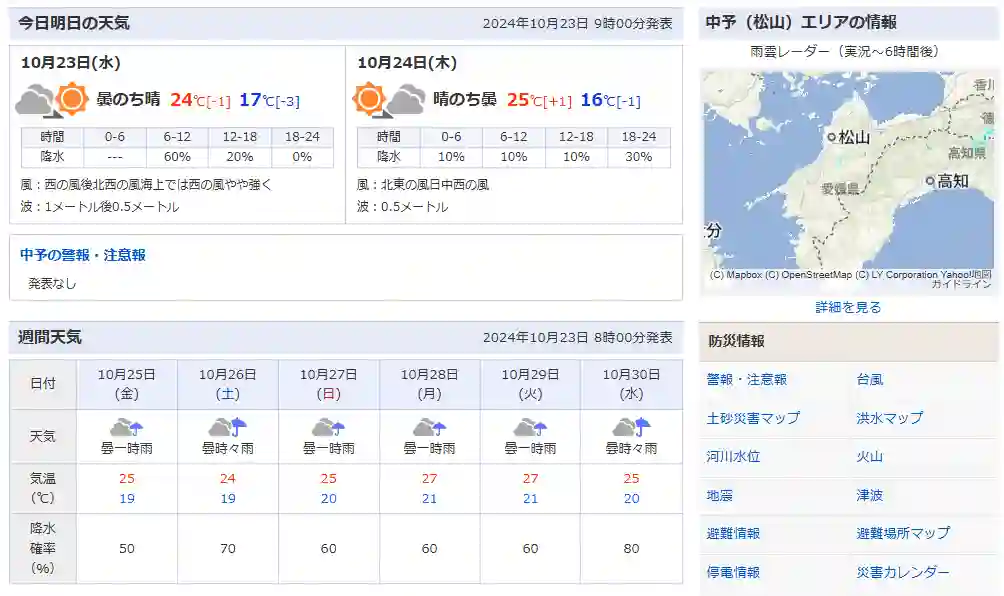 今日明日の天気 2024年10月23日 9時00分発表
10月23日(水)
曇のち晴 24℃[-1] 17℃[-3]
時間 0-6 6-12 12-18 18-24
降水 --- 60% 20% 0%
風：西の風後北西の風海上では西の風やや強く
波：1メートル後0.5メートル
10月24日(木)
晴のち曇 25℃[+1] 16℃[-1]
時間 0-6 6-12 12-18 18-24
降水 10% 10% 10% 30%
風：北東の風日中西の風
波：0.5メートル
中予の警報・注意報
発表なし
週間天気 2024年10月23日 8時00分発表
日付 10月25日 10月26日 10月27日 10月28日 10月29日 10月30日
(金) (土) (日) (月) (火) (水)
天気 曇一時雨 曇時々雨 曇一時雨 曇一時雨 曇一時雨 曇時々雨
気温 25 24 25 27 27 25
（℃） 19 19 20 21 21 20
降水
確率 50 70 60 60 60 80
（%）
中予（松山）エリアの情報
雨雲レーダー（実況～6時間後）
香川
徳
松山
高知県
愛媛県
高知
分
(C) Mapbox (C) OpenStreetMap (C) LY Corporation Yahoo!地図
ガイドライン
詳細を見る
防災情報
警報・注意報 台風
土砂災害マップ 洪水マップ
河川水位 火山
地震 津波
避難情報 避難場所マップ
停電情報 災害カレンダー